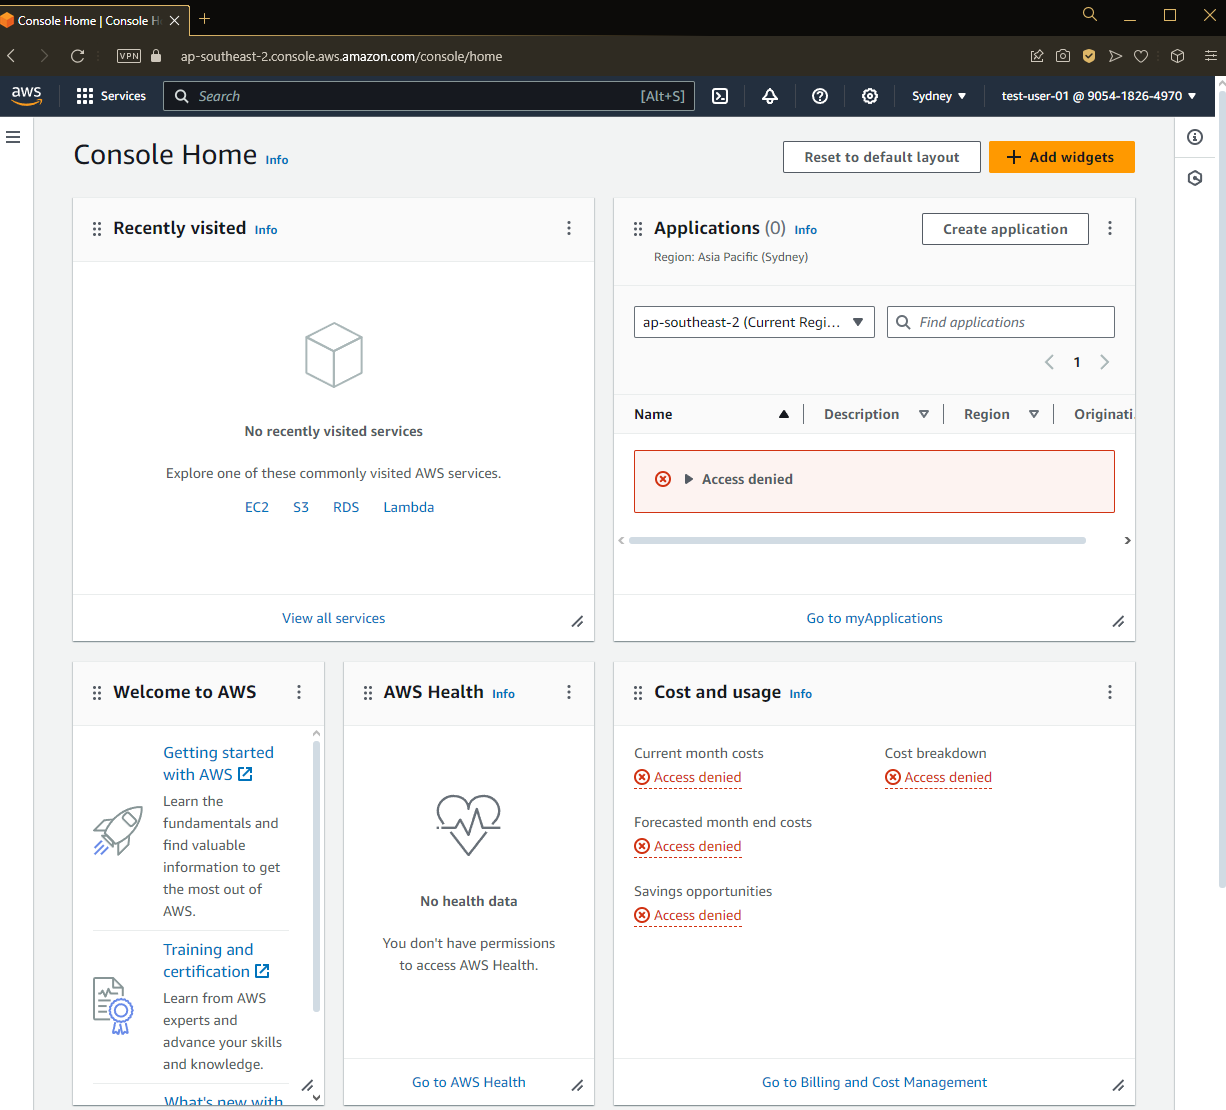 Console Home | Console H
VPN
ap-southeast-2.console.aws.amazon.com/console/home
aws
Services
Search
[Alt+S]
Sydney
test-user-01 @ 9054-1826-4970
Console Home Info
Reset to default layout
Add widgets
Recently visited Info
No recently visited services
Explore one of these commonly visited AWS services.
EC2 S3 RDS Lambda
View all services
Applications (0) Info
Region: Asia Pacific (Sydney)
Create application
ap-southeast-2 (Current Regi...
Find applications
1
Name Description Region Originati
Access denied
Go to myApplications
Welcome to AWS
Getting started
with AWS
Learn the
fundamentals and
find valuable
information to get
the most out of
AWS.
Training and
certification
Learn from AWS
experts and
advance your skills
and knowledge.
What's new with
AWS Health Info
No health data
You don't have permissions
to access AWS Health.
Go to AWS Health
Cost and usage Info
Current month costs
Access denied
Cost breakdown
Access denied
Forecasted month end costs
Access denied
Savings opportunities
Access denied
Go to Billing and Cost Management